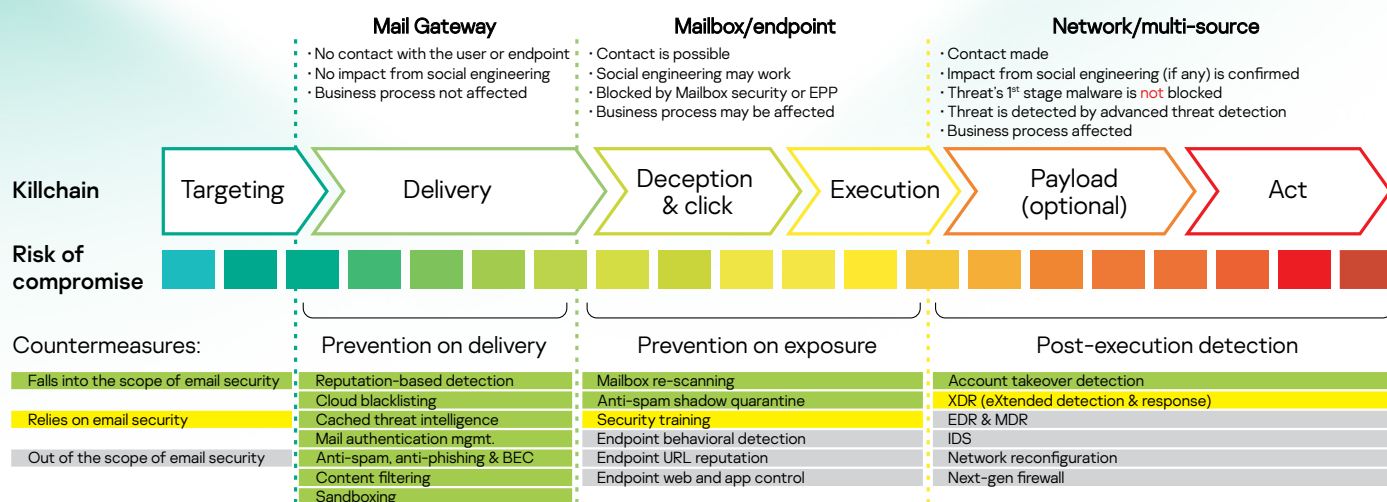 Mail Gateway
· No contact with the user or endpoint
· No impact from social engineering
· Business process not affected
Mailbox/endpoint
· Contact is possible
· Social engineering may work
· Blocked by Mailbox security or EPP
· Business process may be affected
Network/multi-source
· Contact made
· Impact from social engineering (if any) is confirmed
· Threat's 1st stage malware is not blocked
· Threat is detected by advanced threat detection
· Business process affected
Killchain
Targeting
Delivery
Deception
& click
Execution
Payload
(optional)
Act
Risk of
compromise
Countermeasures:
Falls into the scope of email security
Relies on email security
Out of the scope of email security
Prevention on delivery
Reputation-based detection
Cloud blacklisting
Cached threat intelligence
Mail authentication mgmt.
Anti-spam, anti-phishing & BEC
Content filtering
Sandboxing
Prevention on exposure
Mailbox re-scanning
Anti-spam shadow quarantine
Security training
Endpoint behavioral detection
Endpoint URL reputation
Endpoint web and app control
Post-execution detection
Account takeover detection
XDR (eXtended detection & response)
EDR & MDR
IDS
Network reconfiguration
Next-gen firewall